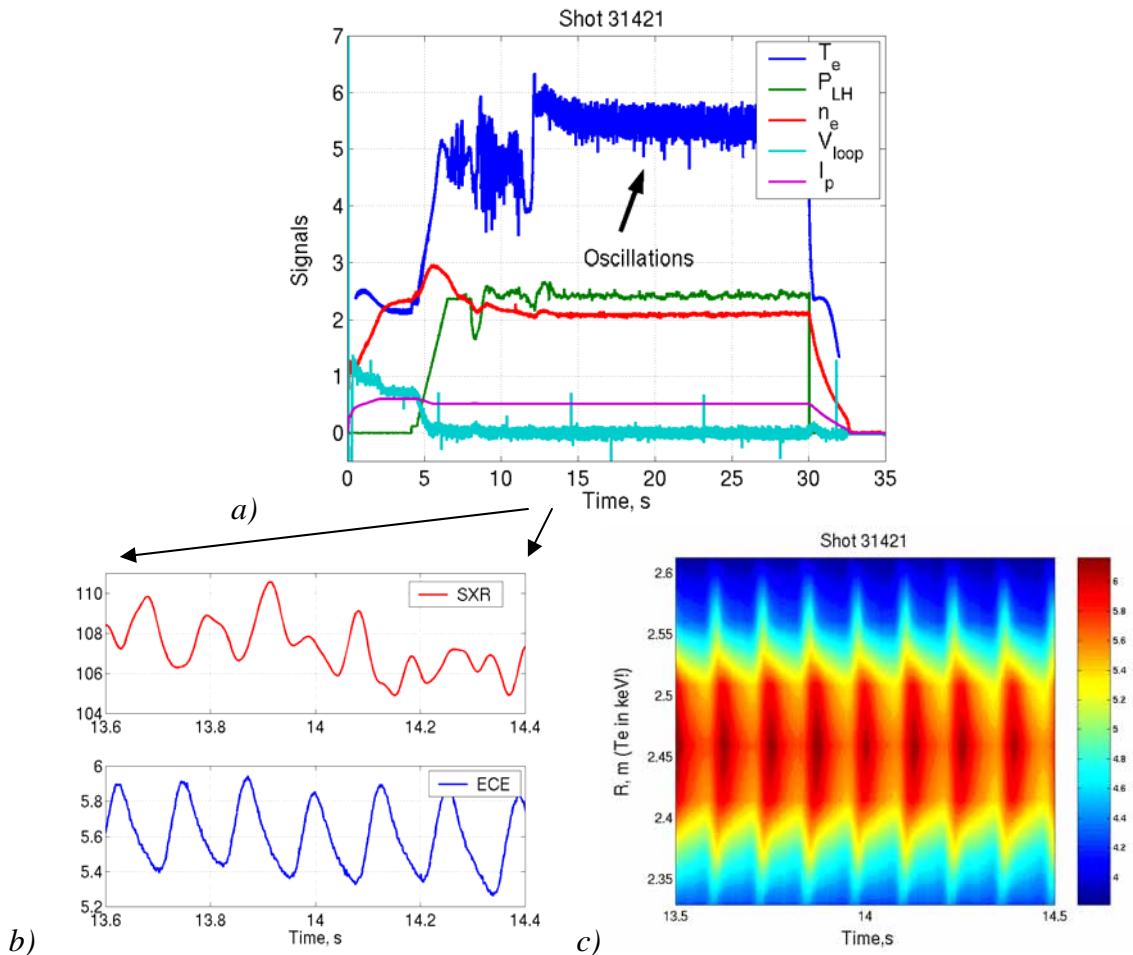 Shot 31421
7
6
5
4
3
2
1
0
Signals
T_e
P_LH
n_e
V_loop
I_p
Oscillations
0 5 10 15 20 25 30 35
Time, s
a)
110
108
106
104
SXR
13.6 13.8 14 14.2 14.4
6
5.8
5.6
5.4
5.2
ECE
13.6 13.8 14 14.2 14.4
Time, s
b)
Shot 31421
2.6
2.55
2.5
2.45
2.4
2.35
R, m (Te in keV!)
13.5 14 14.5
Time,s
6
5.8
5.6
5.4
5.2
5
4.8
4.6
4.4
4.2
4
c)